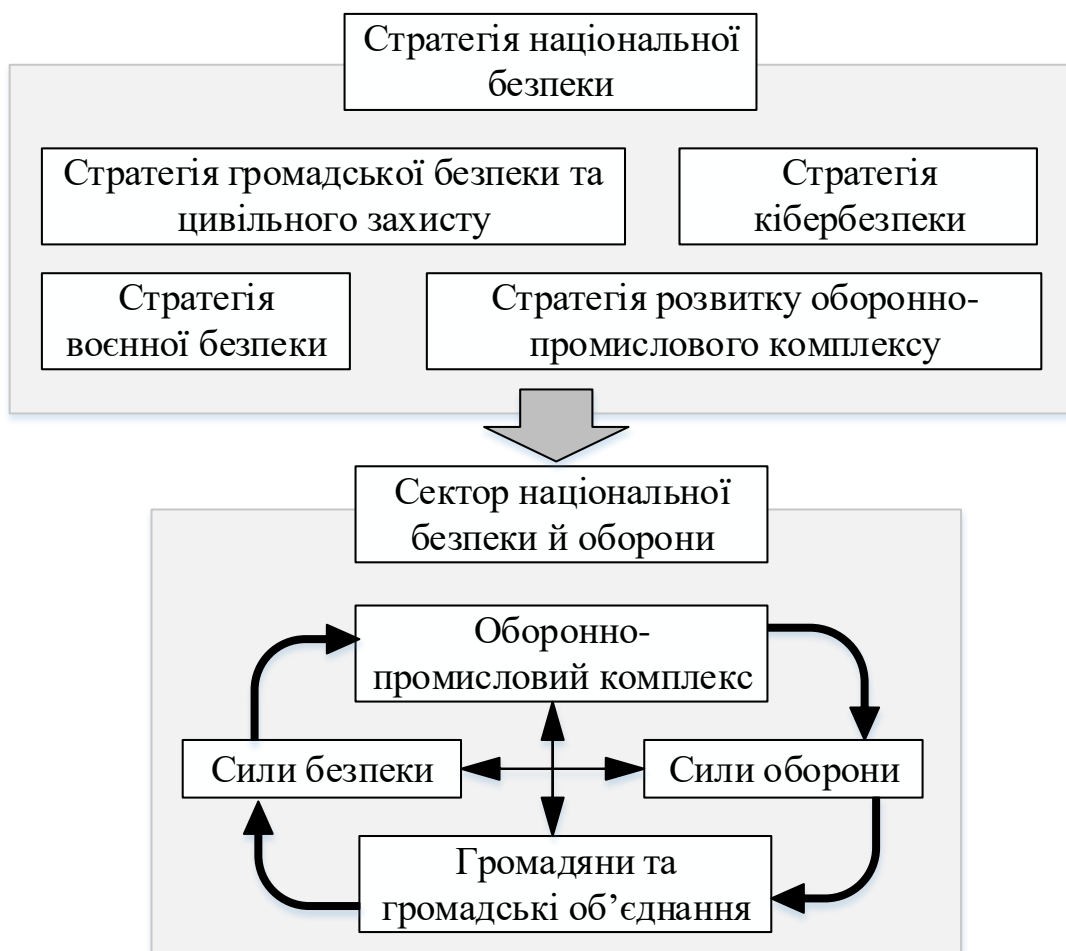 Стратегія національної
безпеки
Стратегія громадської безпеки та
цивільного захисту
Стратегія
кібербезпеки
Стратегія
воєнної безпеки
Стратегія розвитку оборонно-
промислового комплексу
Сектор національної
безпеки й оборони
Оборонно-
промисловий комплекс
Сили безпеки
Сили оборони
Громадяни та
громадські об’єднання